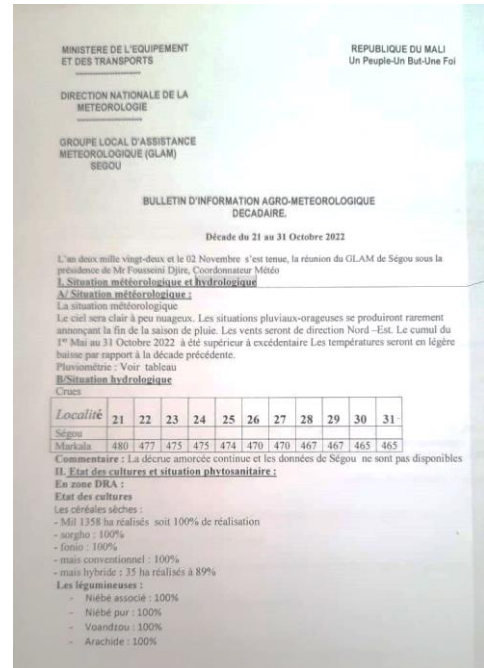 MINISTERE DE L'EQUIPEMENT
ET DES TRANSPORTS
REPUBLIQUE DU MALI
Un Peuple-Un But-Une Foi
DIRECTION NATIONALE DE LA
METEOROLOGIE
GROUPE LOCAL D'ASSISTANCE
METEOROLOGIQUE (GLAM)
SEGOU
BULLETIN D'INFORMATION AGRO-METEOROLOGIQUE
DECADAIRE.
Décade du 21 au 31 Octobre 2022
L'an deux mille vingt-deux et le 02 Novembre s'est tenue, la réunion du GLAM de Ségou sous la
présidence de Mr Fousseini Djire, Coordonnateur Météo
I. Situation météorologique et hydrologique
A/ Situation météorologique :
La situation météorologique
Le ciel sera clair à peu nuageux. Les situations pluviaux-orageuses se produiront rarement
annonçant la fin de la saison de pluie. Les vents seront de direction Nord –Est. Le cumul du
1er Mai au 31 Octobre 2022 à été supérieur à excédentaire Les températures seront en légère
baisse par rapport à la décade précédente.
Pluviométrie : Voir tableau
B/Situation hydrologique
Crues
Localité 21 22 23 24 25 26 27 28 29 30 31
Ségou
Markala 480 477 475 475 474 470 470 467 467 465 465
Commentaire : La décrue amorcée continue et les données de Ségou ne sont pas disponibles
II. Etat des cultures et situation phytosanitaire :
En zone DRA :
Etat des cultures
Les céréales sèches :
- Mil 1358 ha réalisés soit 100% de réalisation
- sorgho : 100%
- fonio : 100%
- mais conventionnel : 100%
- mais hybride : 35 ha réalisés à 89%
Les légumineuses :
- Niébé associé : 100%
- Niébé pur : 100%
- Voandzou : 100%
- Arachide : 100%